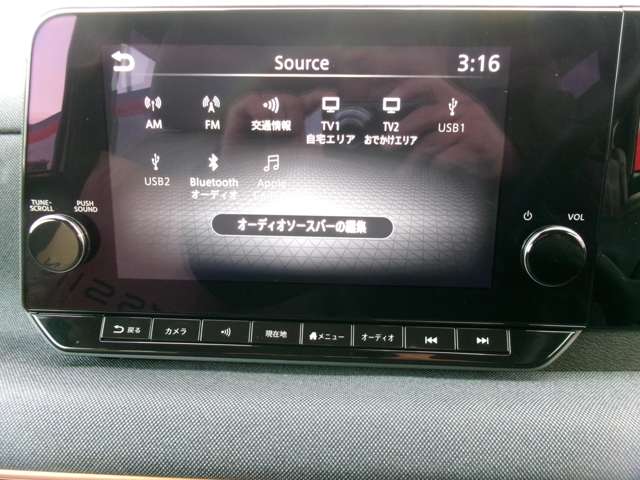 Source 3:16
AM FM 交通情報 TV1 TV2 USB1
自宅エリア おでかけエリア
USB2 Bluetooth Apple
オーディオ
オーディオソースバーの編集
TUNE-SCROLL
PUSH SOUND
VOL
戻る カメラ 現在地 メニュー オーディオ